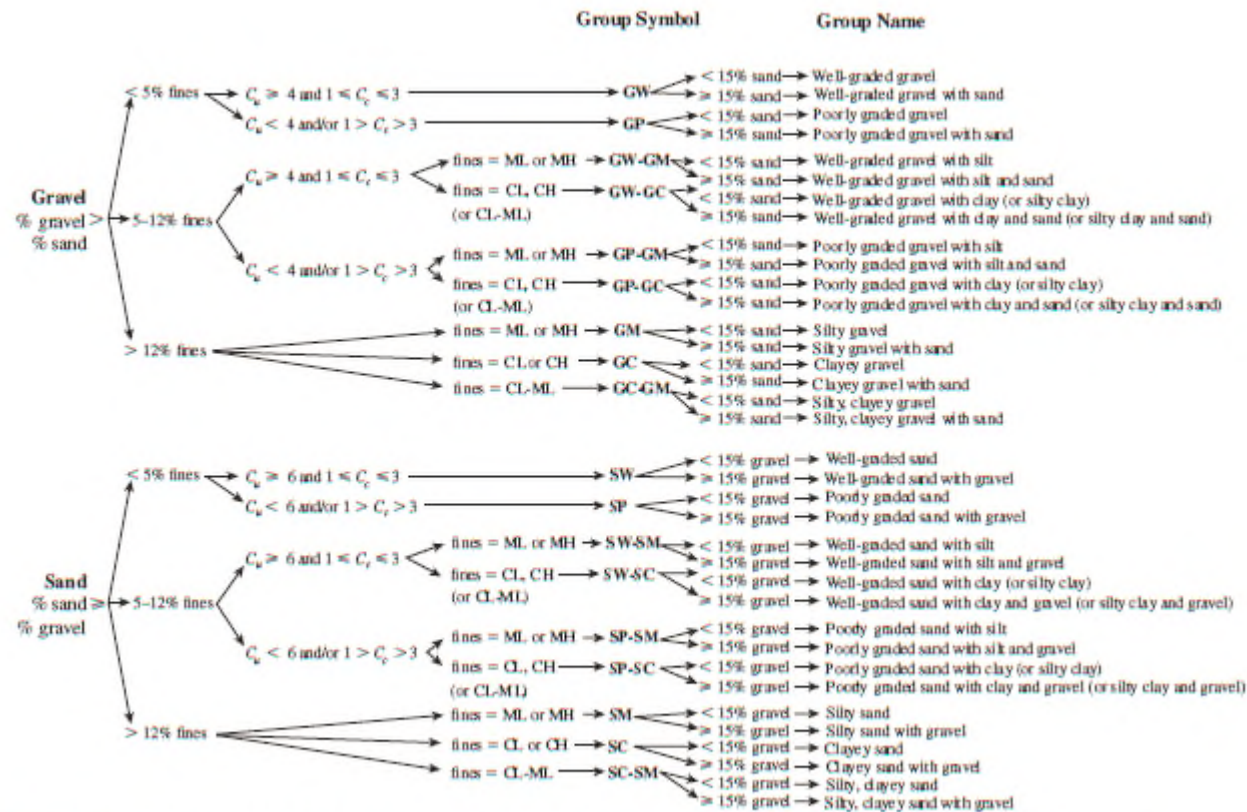 Group Symbol Group Name
< 5% fines
C_u ≥ 4 and 1 ≤ C_c ≤ 3
GW
< 15% sand Well-graded gravel
≥ 15% sand Well-graded gravel with sand
C_u < 4 and/or 1 > C_c > 3
GP
< 15% sand Poorly graded gravel
≥ 15% sand Poorly graded gravel with sand
Gravel
% gravel >
% sand
5–12% fines
C_u ≥ 4 and 1 ≤ C_c ≤ 3
fines = ML or MH GW-GM
< 15% sand Well-graded gravel with silt
≥ 15% sand Well-graded gravel with silt and sand
fines = CL, CH GW-GC
(or CL-ML)
< 15% sand Well-graded gravel with clay (or silty clay)
≥ 15% sand Well-graded gravel with clay and sand (or silty clay and sand)
C_u < 4 and/or 1 > C_c > 3
fines = ML or MH GP-GM
< 15% sand Poorly graded gravel with silt
≥ 15% sand Poorly graded gravel with silt and sand
fines = CL, CH GP-GC
(or CL-ML)
< 15% sand Poorly graded gravel with clay (or silty clay)
≥ 15% sand Poorly graded gravel with clay and sand (or silty clay and sand)
> 12% fines
fines = ML or MH GM
< 15% sand Silty gravel
≥ 15% sand Silty gravel with sand
fines = CL or CH GC
< 15% sand Clayey gravel
≥ 15% sand Clayey gravel with sand
fines = CL-ML GC-GM
< 15% sand Silty, clayey gravel
≥ 15% sand Silty, clayey gravel with sand
< 5% fines
C_u ≥ 6 and 1 ≤ C_c ≤ 3
SW
< 15% gravel Well-graded sand
≥ 15% gravel Well-graded sand with gravel
C_u < 6 and/or 1 > C_c > 3
SP
< 15% gravel Poorly graded sand
≥ 15% gravel Poorly graded sand with gravel
Sand
% sand ≥
% gravel
5–12% fines
C_u ≥ 6 and 1 ≤ C_c ≤ 3
fines = ML or MH SW-SM
< 15% gravel Well-graded sand with silt
≥ 15% gravel Well-graded sand with silt and gravel
fines = CL, CH SW-SC
(or CL-ML)
< 15% gravel Well-graded sand with clay (or silty clay)
≥ 15% gravel Well-graded sand with clay and gravel (or silty clay and gravel)
C_u < 6 and/or 1 > C_c > 3
fines = ML or MH SP-SM
< 15% gravel Poorly graded sand with silt
≥ 15% gravel Poorly graded sand with silt and gravel
fines = CL, CH SP-SC
(or CL-ML)
< 15% gravel Poorly graded sand with clay (or silty clay)
≥ 15% gravel Poorly graded sand with clay and gravel (or silty clay and gravel)
> 12% fines
fines = ML or MH SM
< 15% gravel Silty sand
≥ 15% gravel Silty sand with gravel
fines = CL or CH SC
< 15% gravel Clayey sand
≥ 15% gravel Clayey sand with gravel
fines = CL-ML SC-SM
< 15% gravel Silty, clayey sand
≥ 15% gravel Silty, clayey sand with gravel